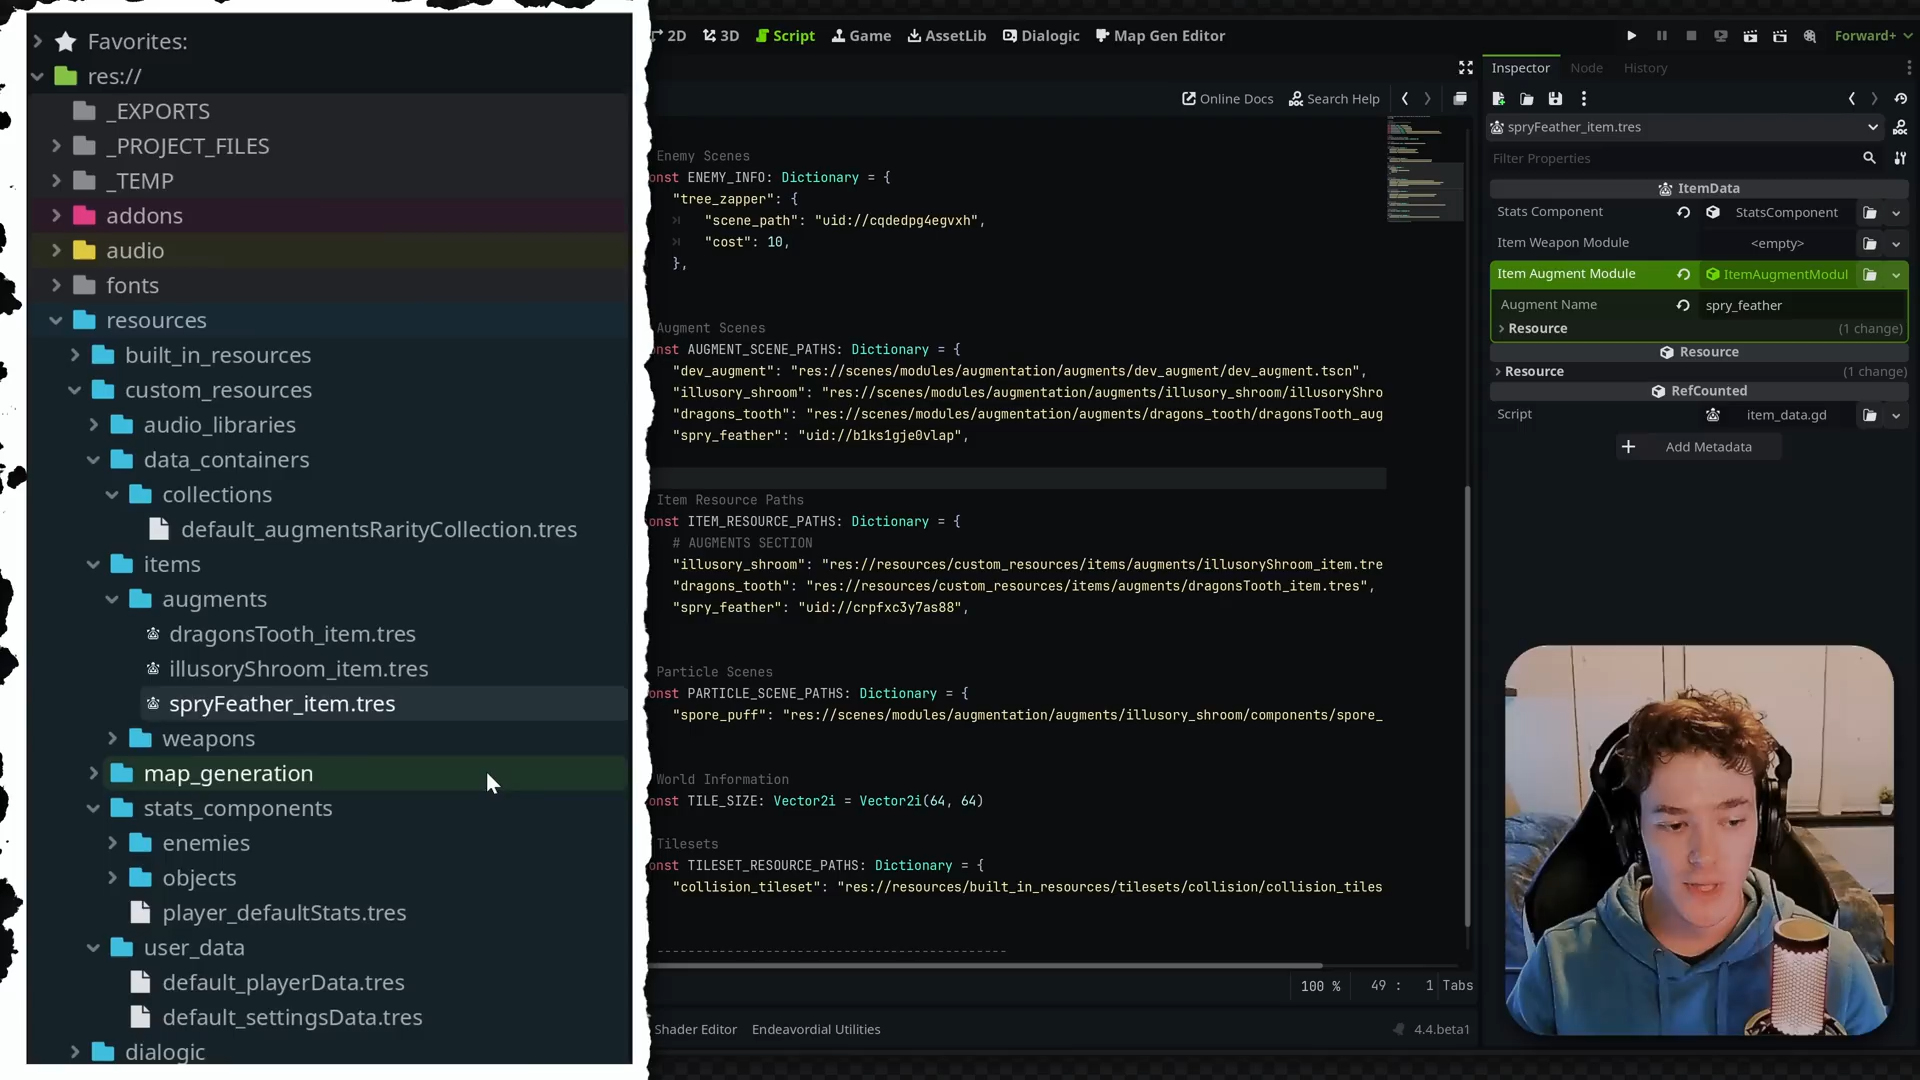 Favorites:
res://
_EXPORTS
_PROJECT_FILES
_TEMP
addons
audio
fonts
resources
built_in_resources
custom_resources
audio_libraries
data_containers
collections
default_augmentsRarityCollection.tres
items
augments
dragonsTooth_item.tres
illusoryShroom_item.tres
spryFeather_item.tres
weapons
map_generation
stats_components
enemies
objects
player_defaultStats.tres
user_data
default_playerData.tres
default_settingsData.tres
dialogic
2D 3D Script Game AssetLib Dialogic Map Gen Editor
Online Docs Search Help
Enemy Scenes
onst ENEMY_INFO: Dictionary = {
"tree_zapper": {
"scene_path": "uid://cqdedpg4egvxh",
"cost": 10,
},
Augment Scenes
onst AUGMENT_SCENE_PATHS: Dictionary = {
"dev_augment": "res://scenes/modules/augmentation/augments/dev_augment/dev_augment.tscn",
"illusory_shroom": "res://scenes/modules/augmentation/augments/illusory_shroom/illusoryShro
"dragons_tooth": "res://scenes/modules/augmentation/augments/dragons_tooth/dragonsTooth_aug
"spry_feather": "uid://b1ks1gje0vlap",
Item Resource Paths
onst ITEM_RESOURCE_PATHS: Dictionary = {
# AUGMENTS SECTION
"illusory_shroom": "res://resources/custom_resources/items/augments/illusoryShroom_item.tre
"dragons_tooth": "res://resources/custom_resources/items/augments/dragonsTooth_item.tres",
"spry_feather": "uid://crpfxc3y7as88",
Particle Scenes
onst PARTICLE_SCENE_PATHS: Dictionary = {
"spore_puff": "res://scenes/modules/augmentation/augments/illusory_shroom/components/spore_
World Information
onst TILE_SIZE: Vector2i = Vector2i(64, 64)
Tilesets
onst TILESET_RESOURCE_PATHS: Dictionary = {
"collision_tileset": "res://resources/built_in_resources/tilesets/collision/collision_tiles
------------------------------------------
100 % 49 : 1 Tabs
Shader Editor Endeavordial Utilities 4.4.beta1
Forward+
Inspector Node History
spryFeather_item.tres
Filter Properties
ItemData
Stats Component StatsComponent
Item Weapon Module <empty>
Item Augment Module ItemAugmentModul
Augment Name spry_feather
Resource (1 change)
Resource
Resource (1 change)
RefCounted
Script item_data.gd
Add Metadata